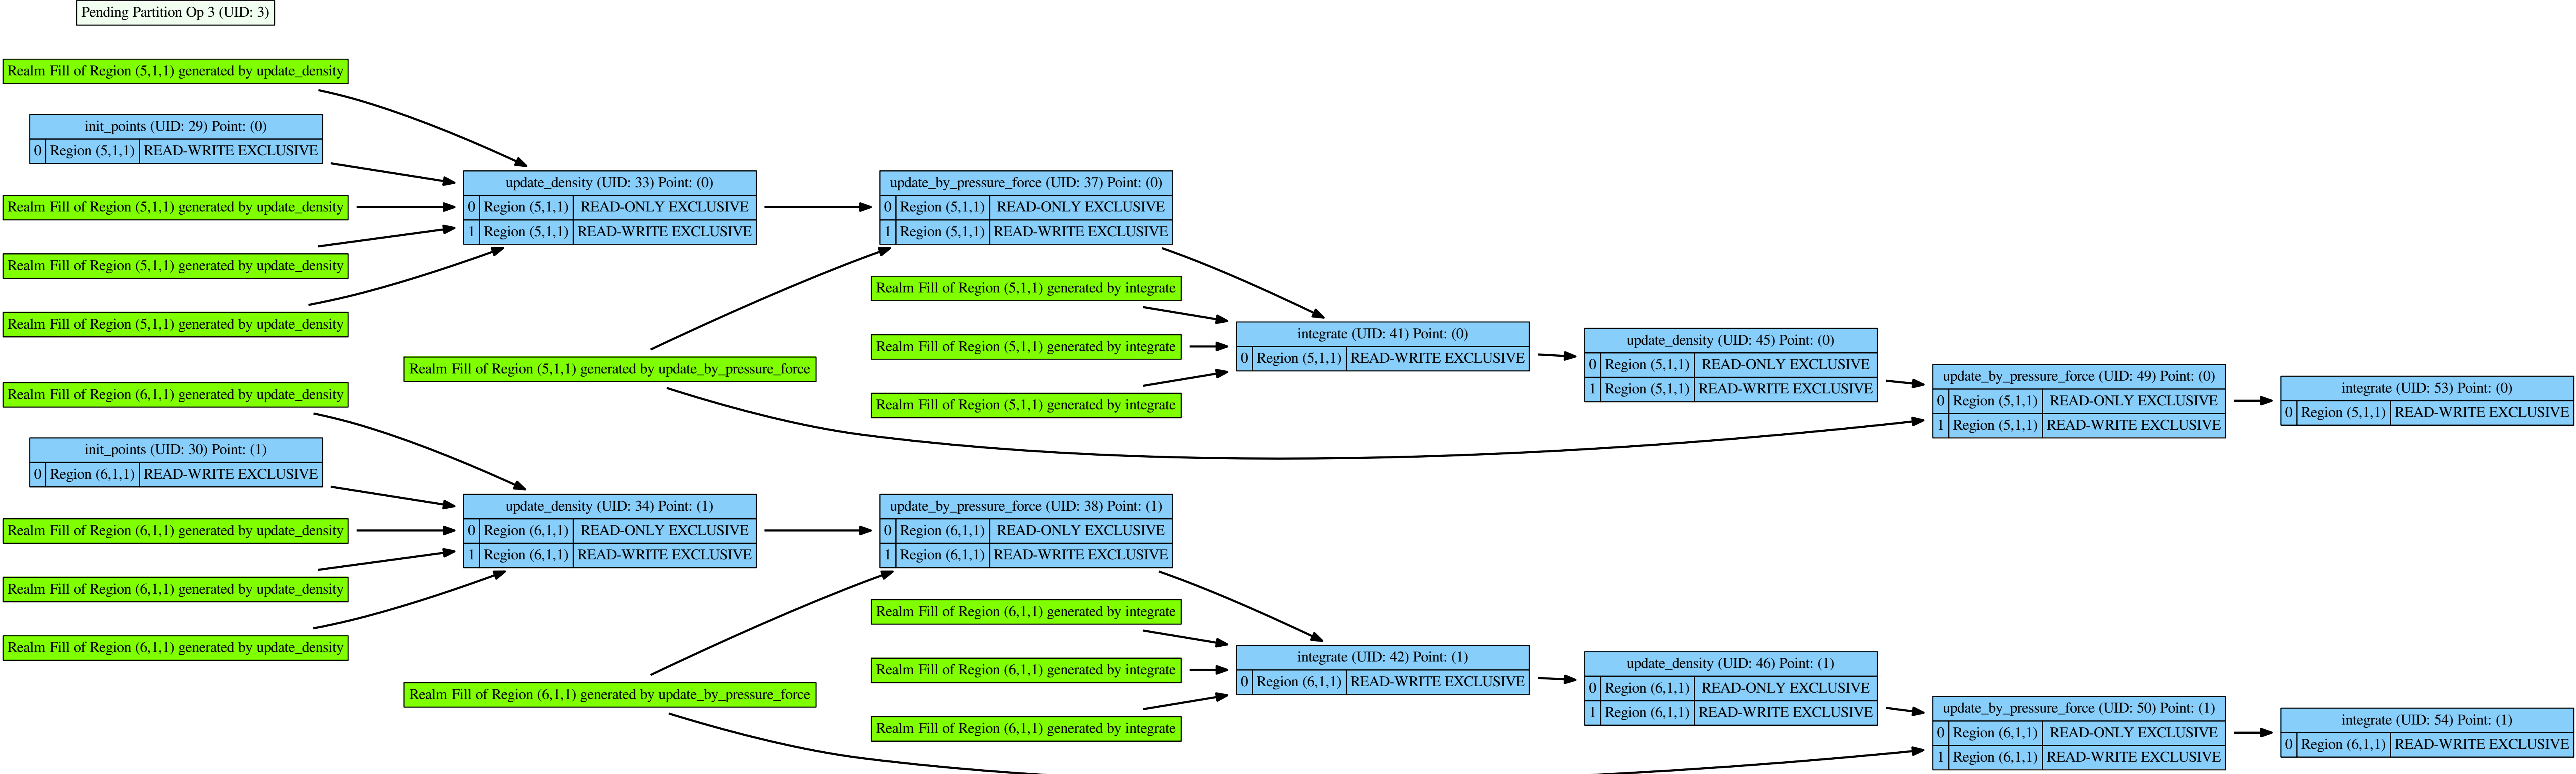 Pending Partition Op 3 (UID: 3)
Realm Fill of Region (5,1,1) generated by update_density
init_points (UID: 29) Point: (0)
0 Region (5,1,1) READ-WRITE EXCLUSIVE
Realm Fill of Region (5,1,1) generated by update_density
Realm Fill of Region (5,1,1) generated by update_density
Realm Fill of Region (5,1,1) generated by update_density
update_density (UID: 33) Point: (0)
0 Region (5,1,1) READ-ONLY EXCLUSIVE
1 Region (5,1,1) READ-WRITE EXCLUSIVE
update_by_pressure_force (UID: 37) Point: (0)
0 Region (5,1,1) READ-ONLY EXCLUSIVE
1 Region (5,1,1) READ-WRITE EXCLUSIVE
Realm Fill of Region (5,1,1) generated by update_by_pressure_force
Realm Fill of Region (5,1,1) generated by integrate
Realm Fill of Region (5,1,1) generated by integrate
Realm Fill of Region (5,1,1) generated by integrate
integrate (UID: 41) Point: (0)
0 Region (5,1,1) READ-WRITE EXCLUSIVE
update_density (UID: 45) Point: (0)
0 Region (5,1,1) READ-ONLY EXCLUSIVE
1 Region (5,1,1) READ-WRITE EXCLUSIVE
update_by_pressure_force (UID: 49) Point: (0)
0 Region (5,1,1) READ-ONLY EXCLUSIVE
1 Region (5,1,1) READ-WRITE EXCLUSIVE
integrate (UID: 53) Point: (0)
0 Region (5,1,1) READ-WRITE EXCLUSIVE
Realm Fill of Region (6,1,1) generated by update_density
init_points (UID: 30) Point: (1)
0 Region (6,1,1) READ-WRITE EXCLUSIVE
Realm Fill of Region (6,1,1) generated by update_density
Realm Fill of Region (6,1,1) generated by update_density
Realm Fill of Region (6,1,1) generated by update_density
update_density (UID: 34) Point: (1)
0 Region (6,1,1) READ-ONLY EXCLUSIVE
1 Region (6,1,1) READ-WRITE EXCLUSIVE
update_by_pressure_force (UID: 38) Point: (1)
0 Region (6,1,1) READ-ONLY EXCLUSIVE
1 Region (6,1,1) READ-WRITE EXCLUSIVE
Realm Fill of Region (6,1,1) generated by update_by_pressure_force
Realm Fill of Region (6,1,1) generated by integrate
Realm Fill of Region (6,1,1) generated by integrate
Realm Fill of Region (6,1,1) generated by integrate
integrate (UID: 42) Point: (1)
0 Region (6,1,1) READ-WRITE EXCLUSIVE
update_density (UID: 46) Point: (1)
0 Region (6,1,1) READ-ONLY EXCLUSIVE
1 Region (6,1,1) READ-WRITE EXCLUSIVE
update_by_pressure_force (UID: 50) Point: (1)
0 Region (6,1,1) READ-ONLY EXCLUSIVE
1 Region (6,1,1) READ-WRITE EXCLUSIVE
integrate (UID: 54) Point: (1)
0 Region (6,1,1) READ-WRITE EXCLUSIVE